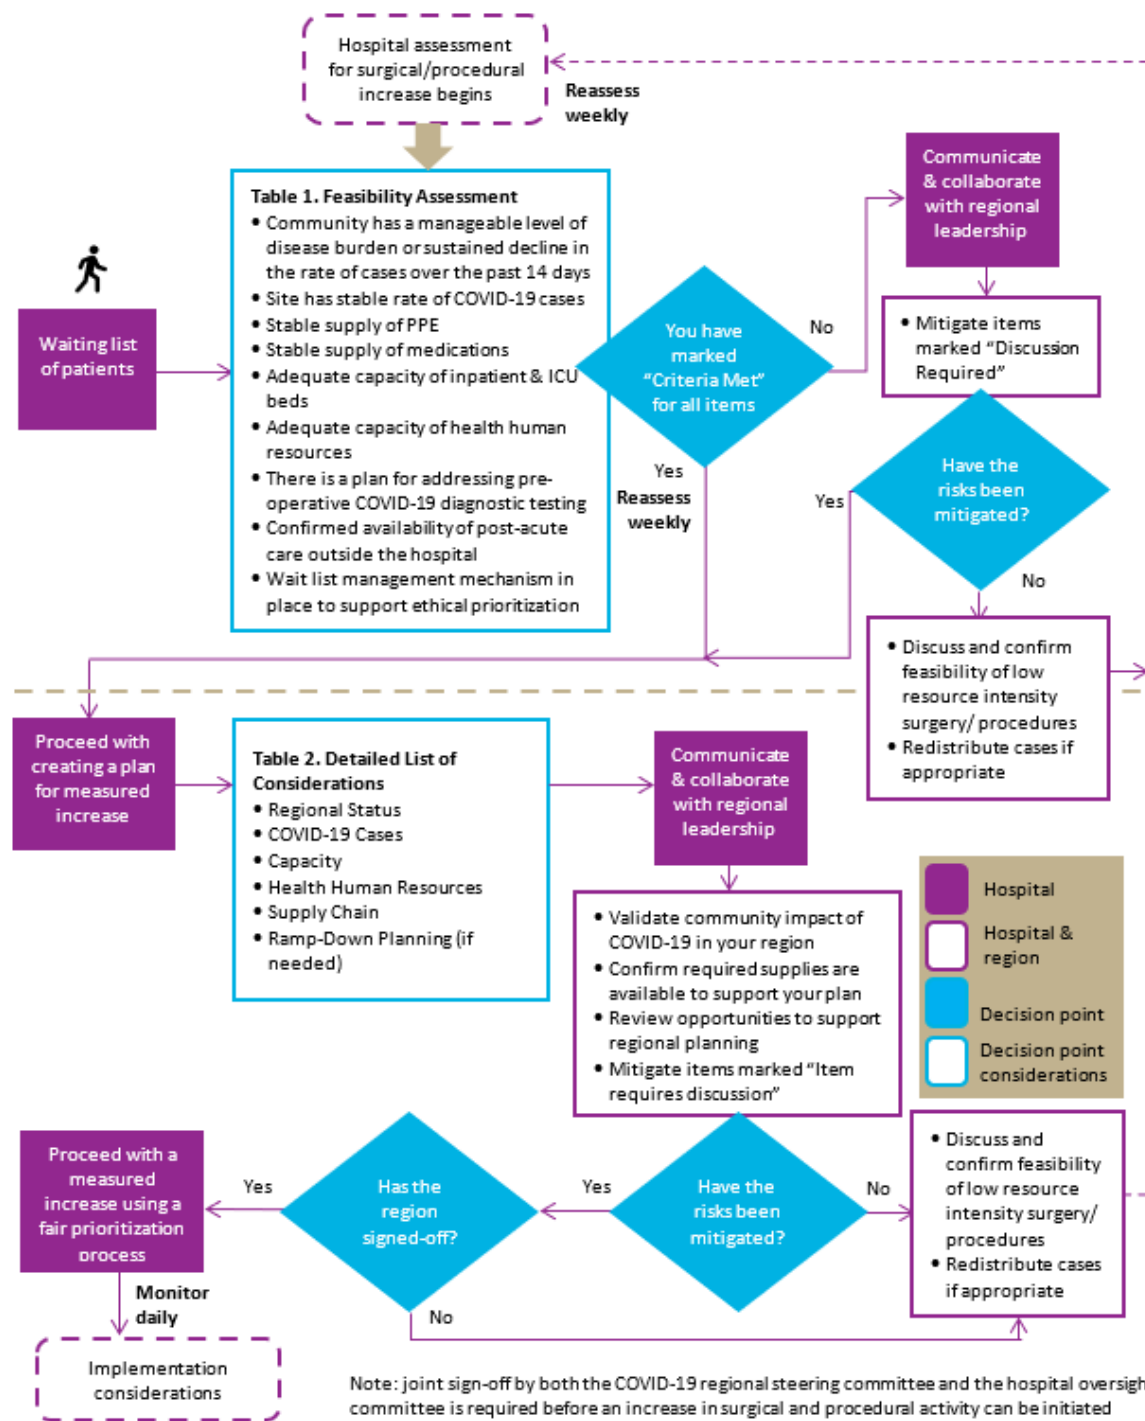 Hospital assessment
for surgical/procedural
increase begins
Reassess
weekly
Table 1. Feasibility Assessment
• Community has a manageable level of
disease burden or sustained decline in
the rate of cases over the past 14 days
• Site has stable rate of COVID-19 cases
• Stable supply of PPE
• Stable supply of medications
• Adequate capacity of inpatient & ICU
beds
• Adequate capacity of health human
resources
• There is a plan for addressing pre-
operative COVID-19 diagnostic testing
• Confirmed availability of post-acute
care outside the hospital
• Wait list management mechanism in
place to support ethical prioritization
Waiting list
of patients
You have
marked
“Criteria Met”
for all items
No
Yes
Reassess
weekly
Communicate
& collaborate
with regional
leadership
• Mitigate items
marked “Discussion
Required”
Have the
risks been
mitigated?
Yes
No
• Discuss and confirm
feasibility of low
resource intensity
surgery/ procedures
• Redistribute cases if
appropriate
Proceed with
creating a plan
for measured
increase
Table 2. Detailed List of
Considerations
• Regional Status
• COVID-19 Cases
• Capacity
• Health Human Resources
• Supply Chain
• Ramp-Down Planning (if
needed)
Communicate
& collaborate
with regional
leadership
• Validate community impact of
COVID-19 in your region
• Confirm required supplies are
available to support your plan
• Review opportunities to support
regional planning
• Mitigate items marked “Item
requires discussion”
Hospital
Hospital &
region
Decision point
Decision point
considerations
Have the
risks been
mitigated?
Yes
No
• Discuss and
confirm feasibility
of low resource
intensity surgery/
procedures
• Redistribute cases
if appropriate
Has the
region
signed-off?
Yes
No
Proceed with a
measured
increase using a
fair prioritization
process
Monitor
daily
Implementation
considerations
Note: joint sign-off by both the COVID-19 regional steering committee and the hospital oversigh
committee is required before an increase in surgical and procedural activity can be initiated